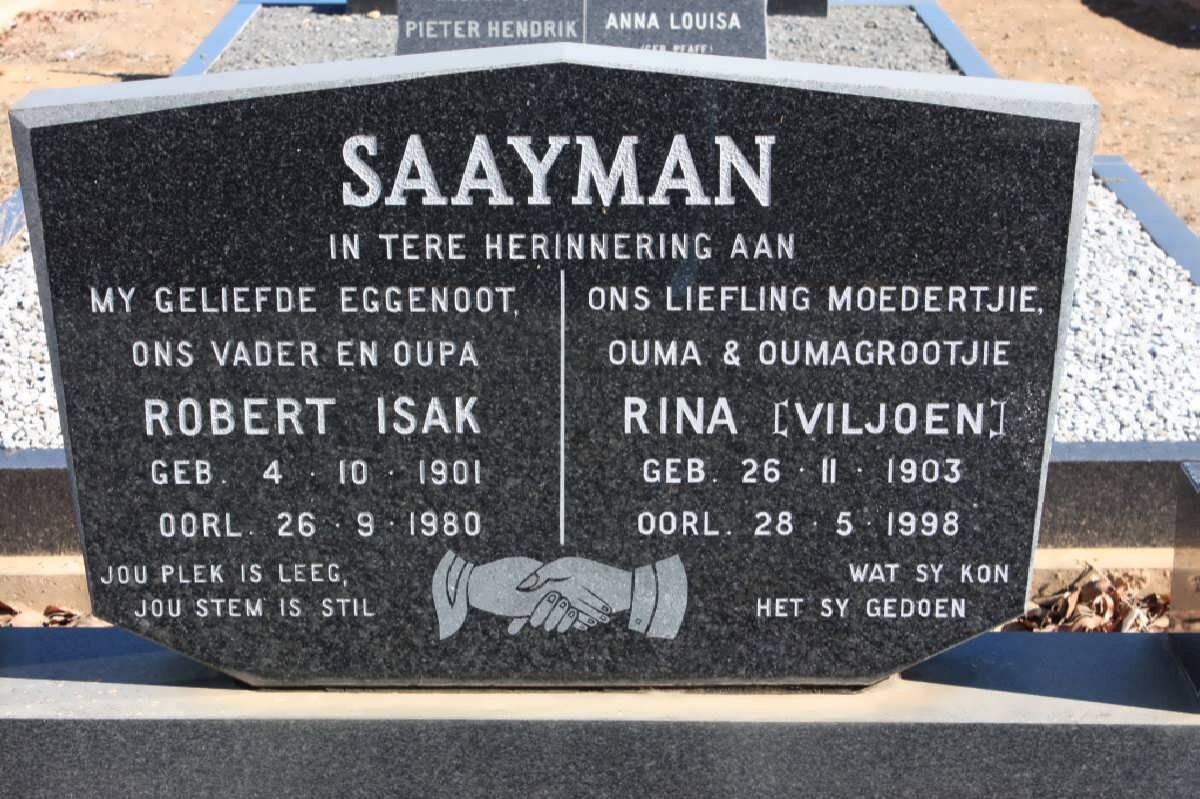 PIETER HENDRIK
ANNA LOUISA
SAAYMAN
IN TERE HERINNERING AAN
MY GELIEFDE EGGENOOT,
ONS VADER EN OUPA
ROBERT ISAK
GEB. 4 · 10 · 1901
OORL. 26 · 9 · 1980
JOU PLEK IS LEEG,
JOU STEM IS STIL
ONS LIEFLING MOEDERTJIE,
OUMA & OUMAGROOTJIE
RINA [VILJOEN]
GEB. 26 · 11 · 1903
OORL. 28 · 5 · 1998
WAT SY KON
HET SY GEDOEN